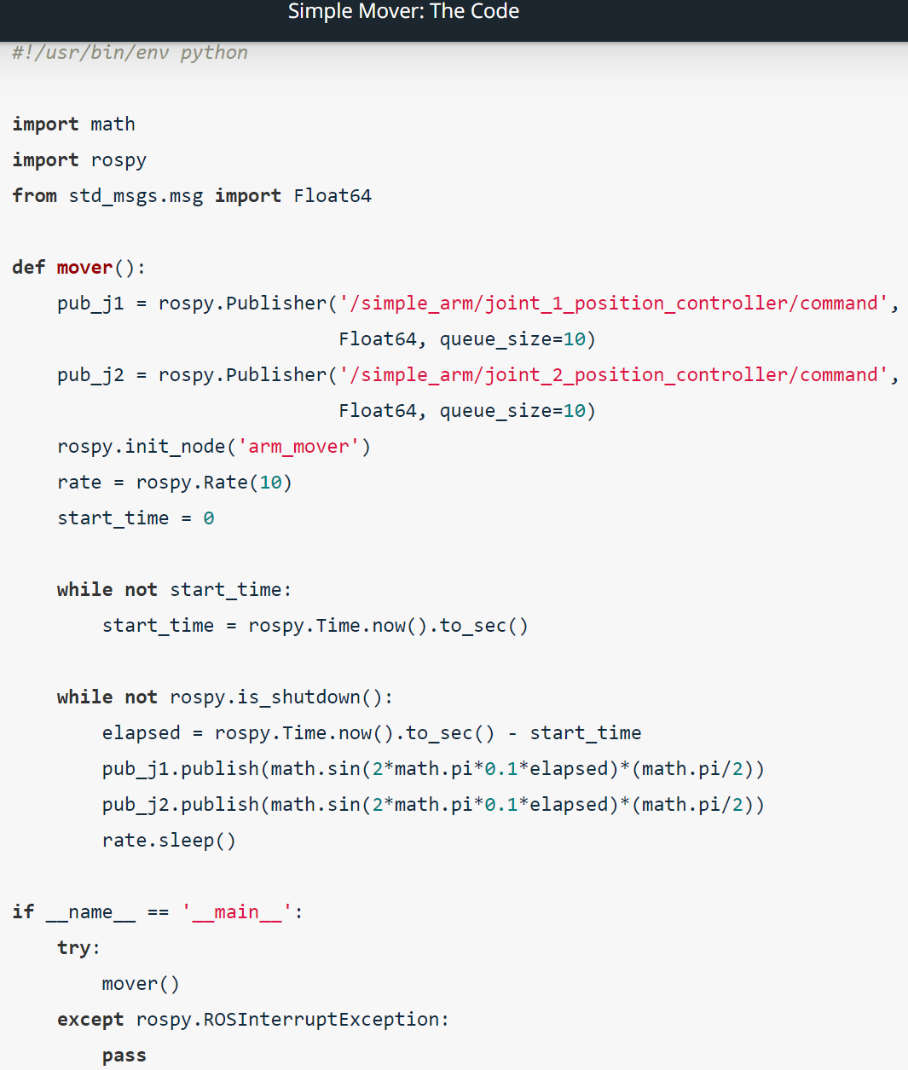 Simple Mover: The Code
#!/usr/bin/env python
import math
import rospy
from std_msgs.msg import Float64
def mover():
    pub_j1 = rospy.Publisher('/simple_arm/joint_1_position_controller/command',
                             Float64, queue_size=10)
    pub_j2 = rospy.Publisher('/simple_arm/joint_2_position_controller/command',
                             Float64, queue_size=10)
    rospy.init_node('arm_mover')
    rate = rospy.Rate(10)
    start_time = 0
    while not start_time:
        start_time = rospy.Time.now().to_sec()
    while not rospy.is_shutdown():
        elapsed = rospy.Time.now().to_sec() - start_time
        pub_j1.publish(math.sin(2*math.pi*0.1*elapsed)*(math.pi/2))
        pub_j2.publish(math.sin(2*math.pi*0.1*elapsed)*(math.pi/2))
        rate.sleep()
if __name__ == '__main__':
    try:
        mover()
    except rospy.ROSInterruptException:
        pass